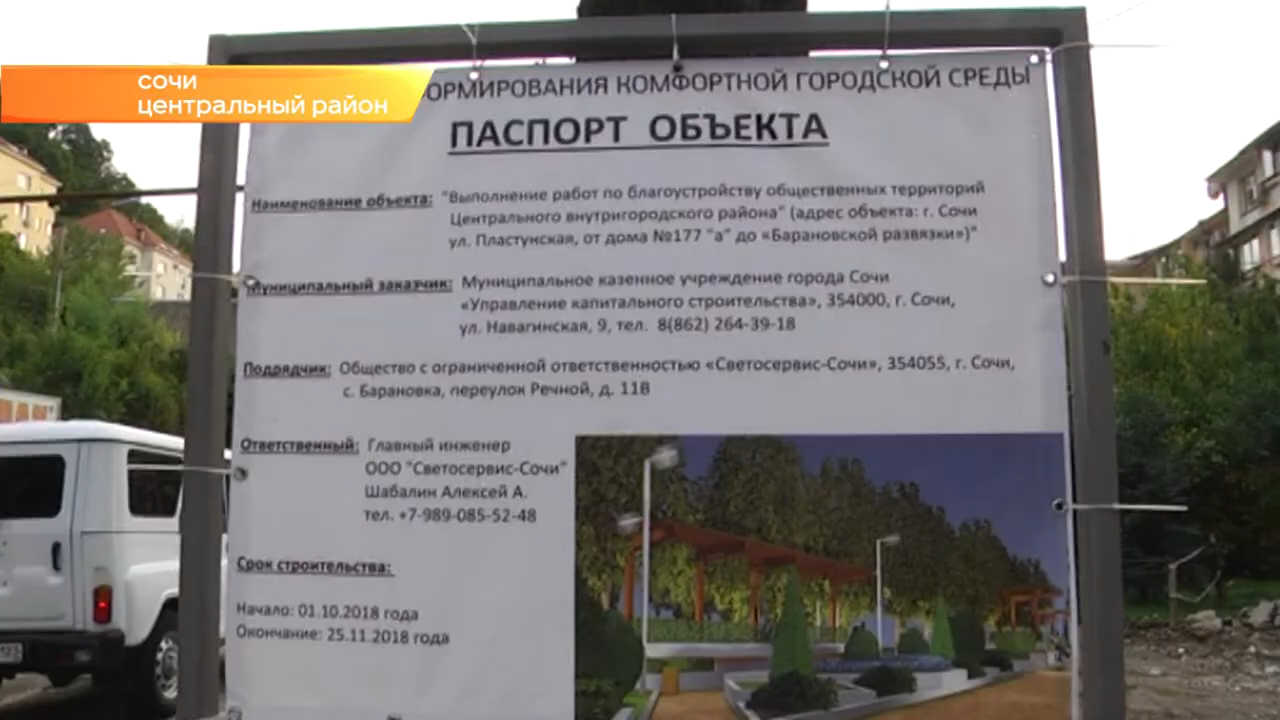 СОЧИ
ЦЕНТРАЛЬНЫЙ РАЙОН
ОРМИРОВАНИЯ КОМФОРТНОЙ ГОРОДСКОЙ СРЕДЫ
ПАСПОРТ ОБЪЕКТА
Наименование объекта: "Выполнение работ по благоустройству общественных территорий
Центрального внутригородского района" (адрес объекта: г. Сочи
ул. Пластунская, от дома №177 "а" до «Барановской развязки»)"
Муниципальный заказчик: Муниципальное казенное учреждение города Сочи
«Управление капитального строительства», 354000, г. Сочи,
ул. Навагинская, 9, тел. 8(862) 264-39-18
Подрядчик: Общество с ограниченной ответственностью «Светосервис-Сочи», 354055, г. Сочи,
с. Барановка, переулок Речной, д. 11В
Ответственный: Главный инженер
ООО "Светосервис-Сочи"
Шабалин Алексей А.
тел. +7-989-085-52-48
Срок строительства:
Начало: 01.10.2018 года
Окончание: 25.11.2018 года